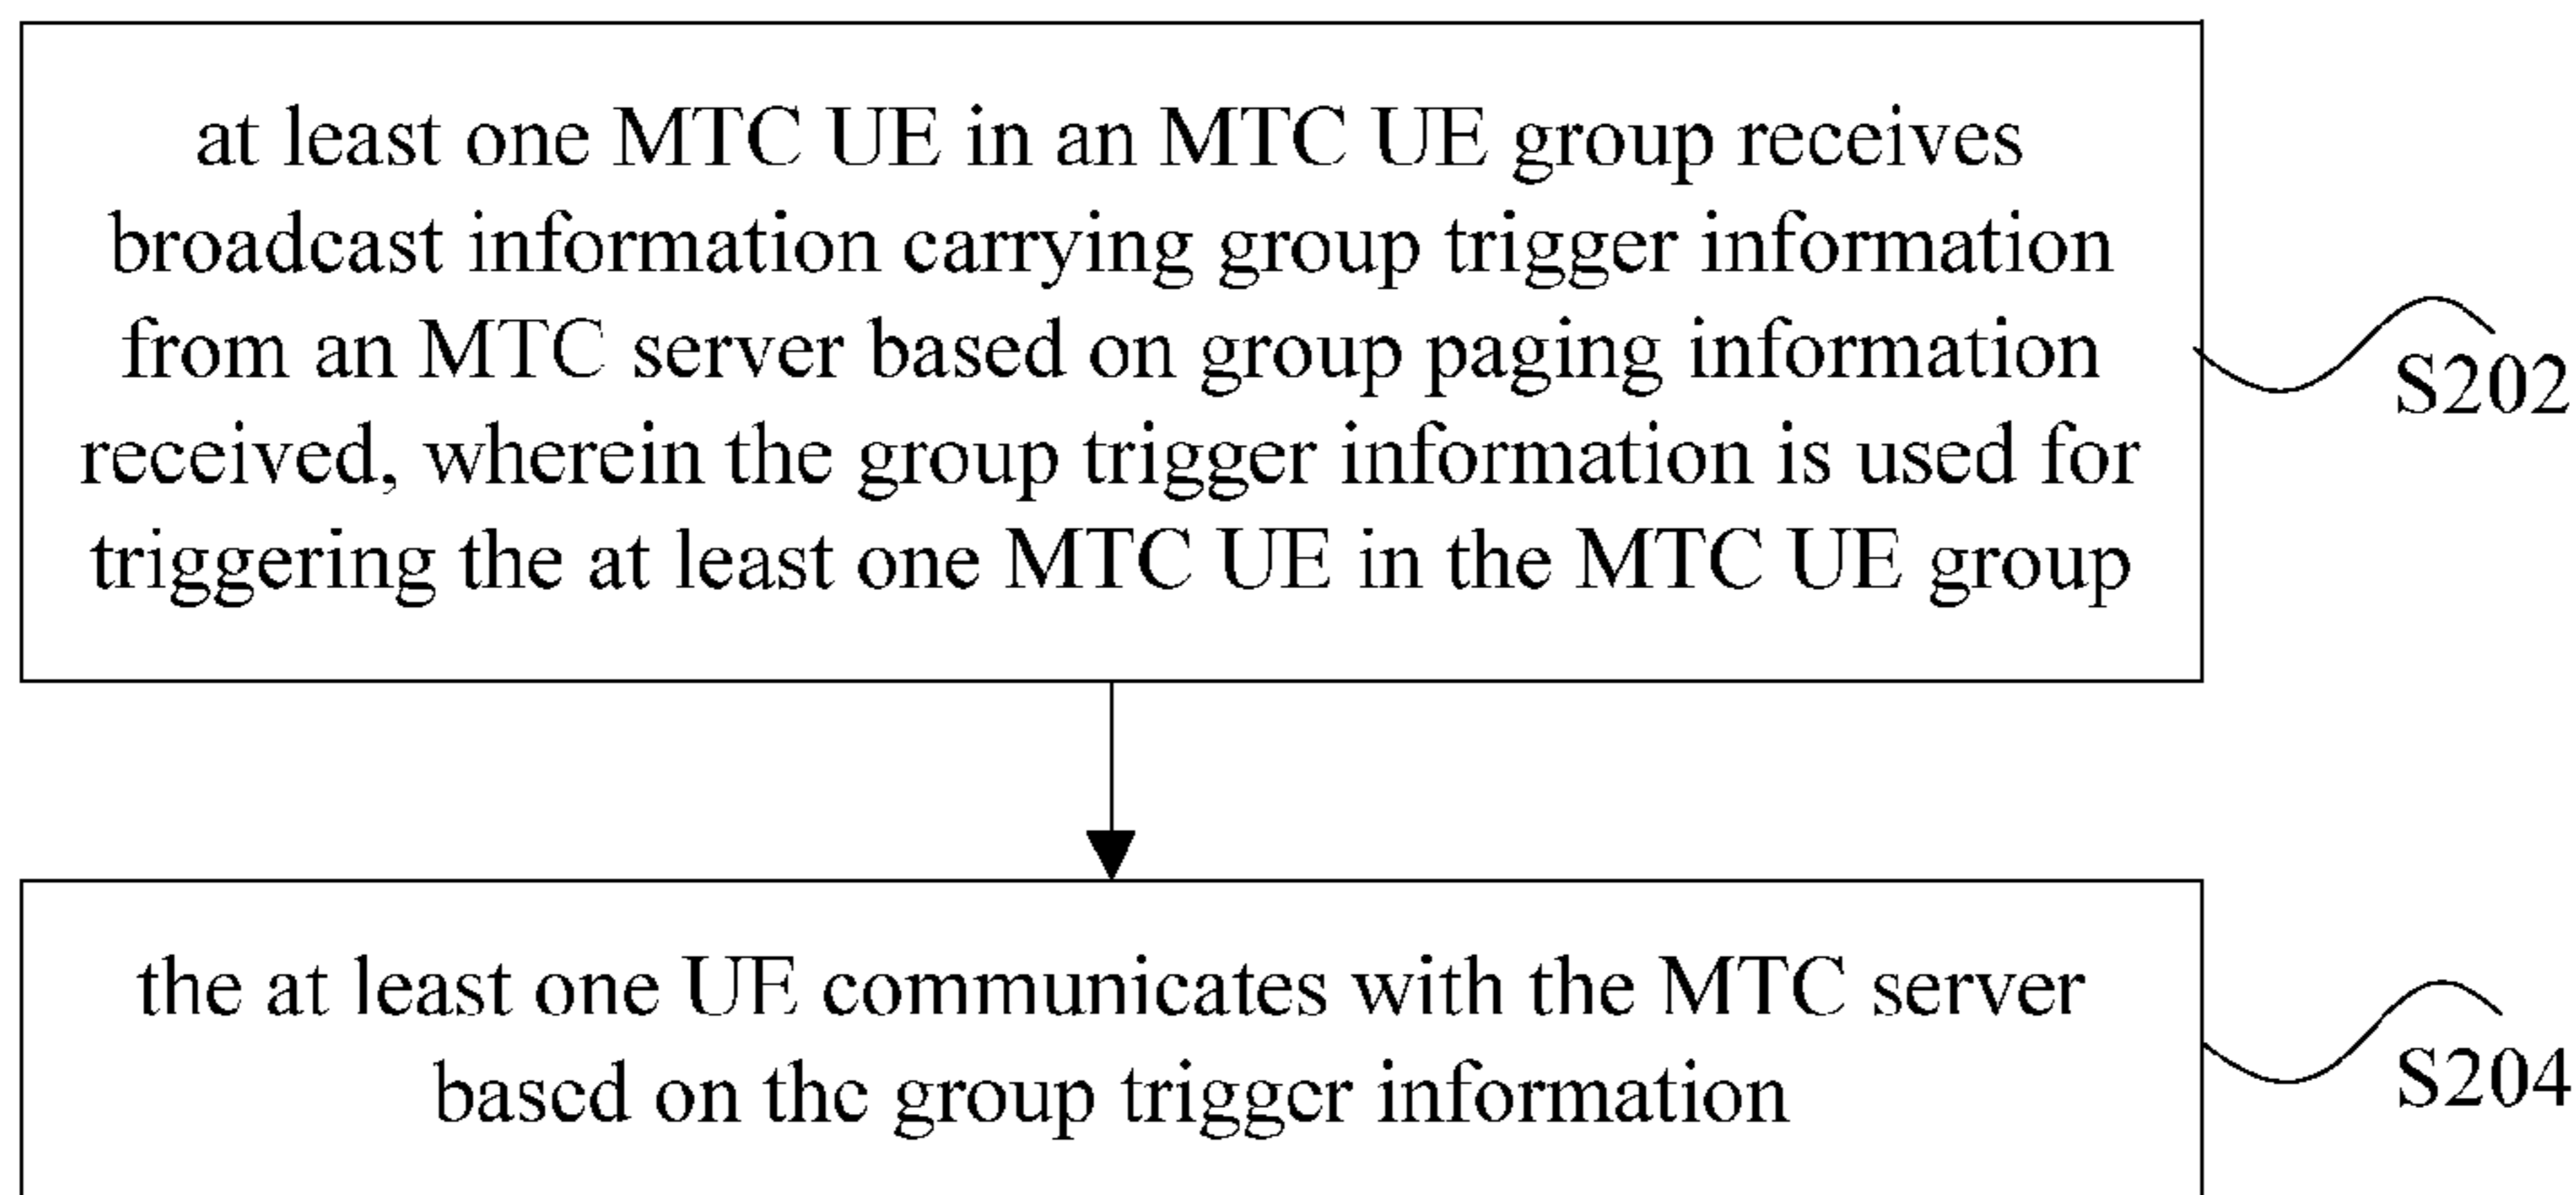 at least one MTC UE in an MTC UE group receives
broadcast information carrying group trigger information
from an MTC server based on group paging information
received, wherein the group trigger information is used for
triggering the at least one MTC UE in the MTC UE group
S202
the at least one UE communicates with the MTC server
based on the group trigger information
S204